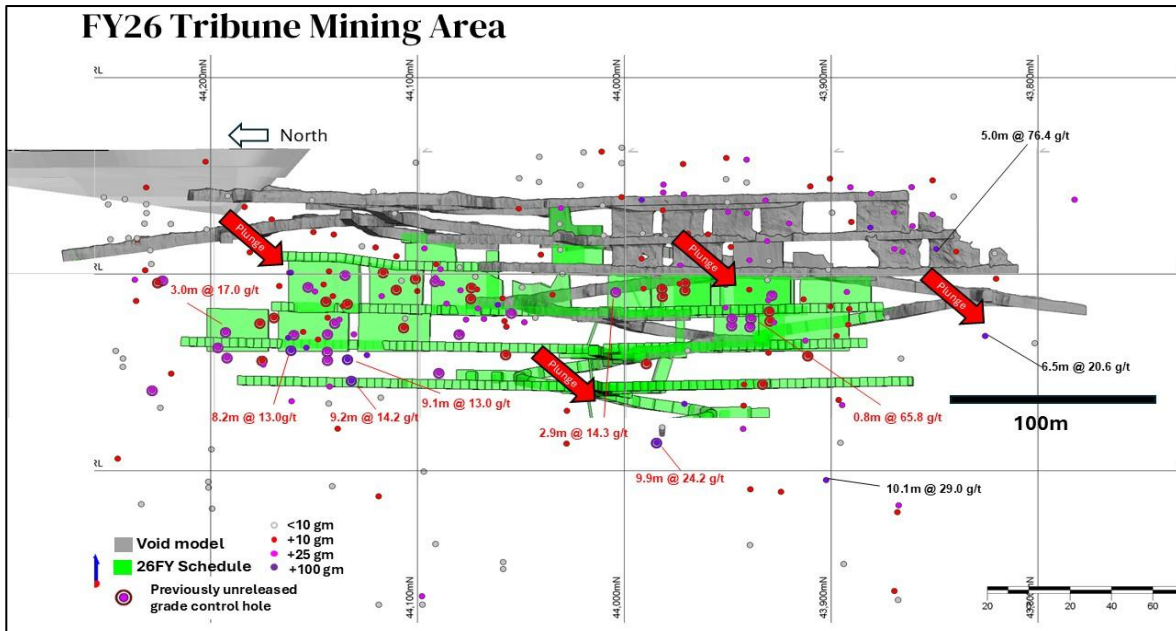 FY26 Tribune Mining Area
44,200mN
44,100mN
44,000mN
43,900mN
43,800mN
RL
North
5.0m @ 76.4 g/t
Plunge
Plunge
Plunge
Plunge
RL
3.0m @ 17.0 g/t
6.5m @ 20.6 g/t
8.2m @ 13.0g/t
9.2m @ 14.2 g/t
9.1m @ 13.0 g/t
2.9m @ 14.3 g/t
0.8m @ 65.8 g/t
100m
9.9m @ 24.2 g/t
10.1m @ 29.0 g/t
RL
Void model
26FY Schedule
Previously unreleased
grade control hole
<10 gm
+10 gm
+25 gm
+100 gm
44,100mN
44,000mN
43,900mN
20 0 20 40 60